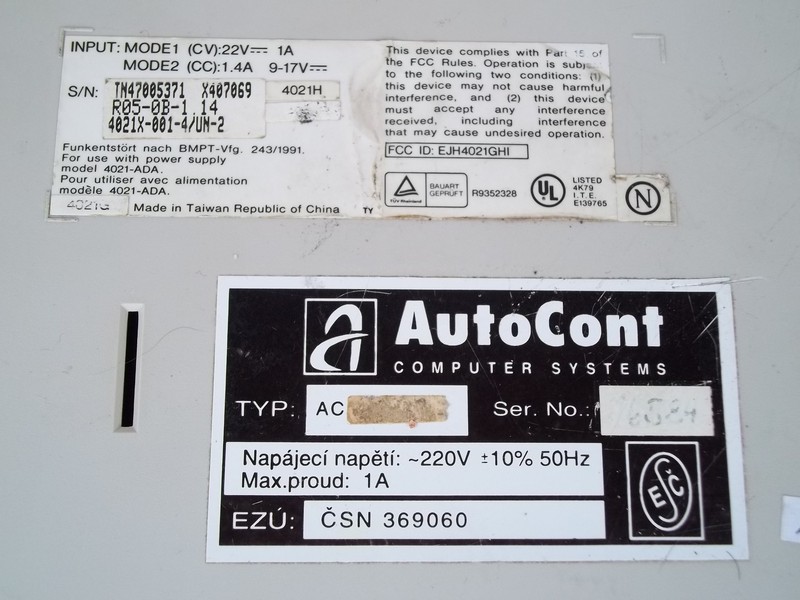 INPUT: MODE1 (CV):22V⎓ 1A
MODE2 (CC):1.4A 9-17V⎓
S/N: TN47005371 X407069
R05-0B-1.14
4021X-001-4/UN-2
4021H
Funkentstört nach BMPT-Vfg. 243/1991.
For use with power supply
model 4021-ADA.
Pour utiliser avec alimentation
modèle 4021-ADA.
4021G Made in Taiwan Republic of China TY
This device complies with Part 15 of
the FCC Rules. Operation is subject
to the following two conditions: (1)
this device may not cause harmful
interference, and (2) this device
must accept any interference
received, including interference
that may cause undesired operation.
FCC ID: EJH4021GHI
TÜV Rheinland
BAUART
GEPRÜFT
R9352328
UL
LISTED
4K79
I.T.E.
E139765
N
AutoCont
COMPUTER SYSTEMS
TYP: AC
Ser. No.:
Napájecí napětí: ~220V ±10% 50Hz
Max.proud: 1A
EZÚ: ČSN 369060
ESČ